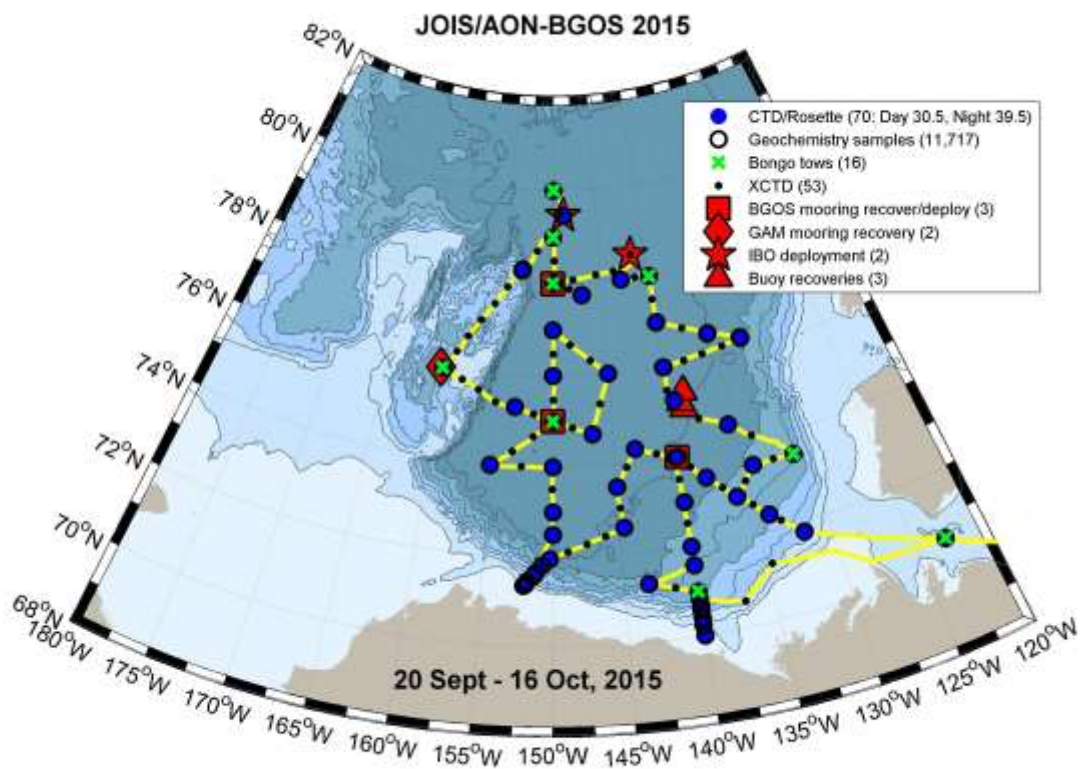 JOIS/AON-BGOS 2015
82°N
80°N
78°N
76°N
74°N
72°N
70°N
68°N
CTD/Rosette (70: Day 30.5, Night 39.5)
Geochemistry samples (11,717)
Bongo tows (16)
XCTD (53)
BGOS mooring recover/deploy (3)
GAM mooring recovery (2)
IBO deployment (2)
Buoy recoveries (3)
20 Sept - 16 Oct, 2015
180°W
175°W
170°W
165°W
160°W
155°W
150°W
145°W
140°W
135°W
130°W
125°W
120°W